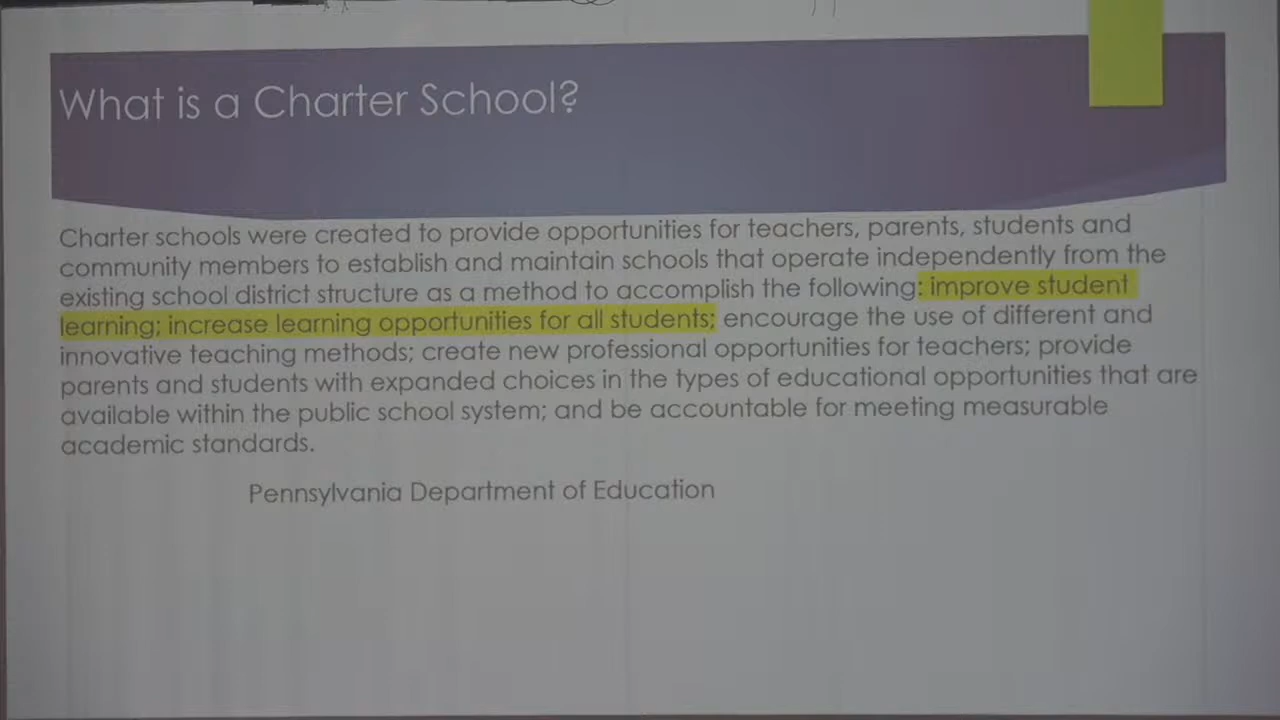 What is a Charter School?
Charter schools were created to provide opportunities for teachers, parents, students and
community members to establish and maintain schools that operate independently from the
existing school district structure as a method to accomplish the following: improve student
learning; increase learning opportunities for all students; encourage the use of different and
innovative teaching methods; create new professional opportunities for teachers; provide
parents and students with expanded choices in the types of educational opportunities that are
available within the public school system; and be accountable for meeting measurable
academic standards.
Pennsylvania Department of Education